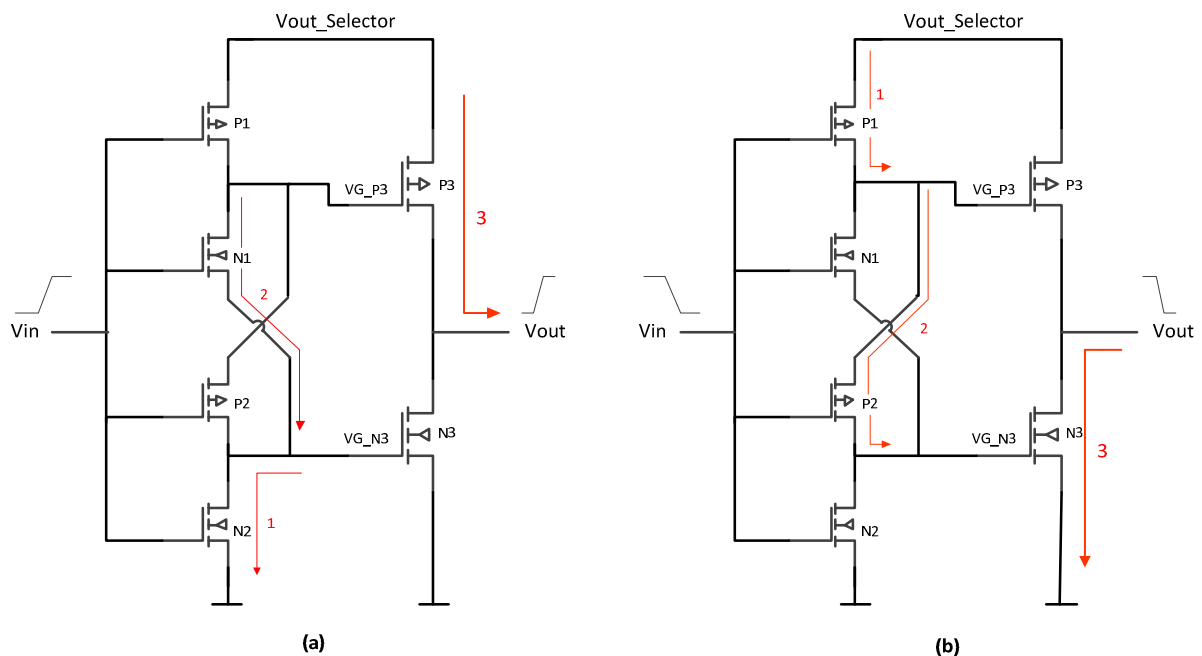 Vout_Selector
P1
VG_P3
P3
3
N1
2
Vin
Vout
P2
VG_N3
N3
1
N2
(a)
Vout_Selector
1
P1
VG_P3
P3
N1
Vin
2
Vout
P2
VG_N3
N3
3
N2
(b)